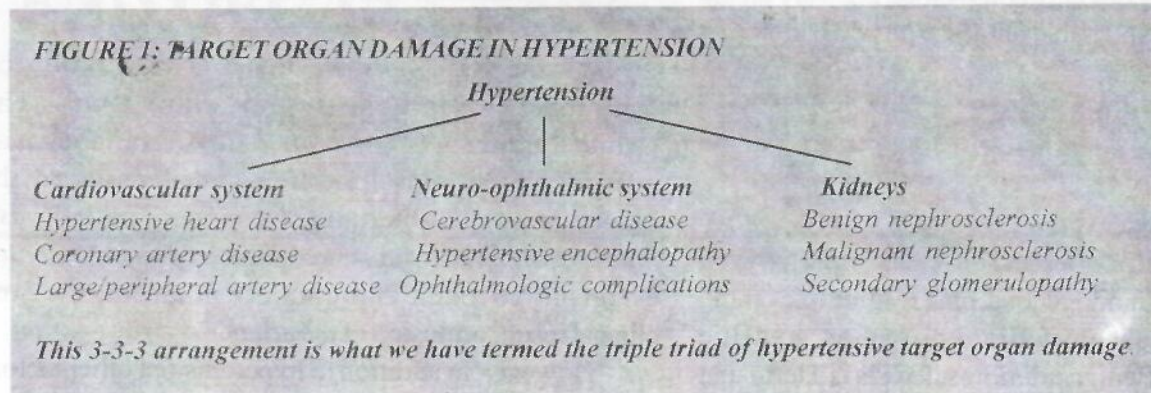 FIGURE 1: TARGET ORGAN DAMAGE IN HYPERTENSION
Hypertension
Cardiovascular system Neuro-ophthalmic system Kidneys
Hypertensive heart disease Cerebrovascular disease Benign nephrosclerosis
Coronary artery disease Hypertensive encephalopathy Malignant nephrosclerosis
Large/peripheral artery disease Ophthalmologic complications Secondary glomerulopathy
This 3-3-3 arrangement is what we have termed the triple triad of hypertensive target organ damage.